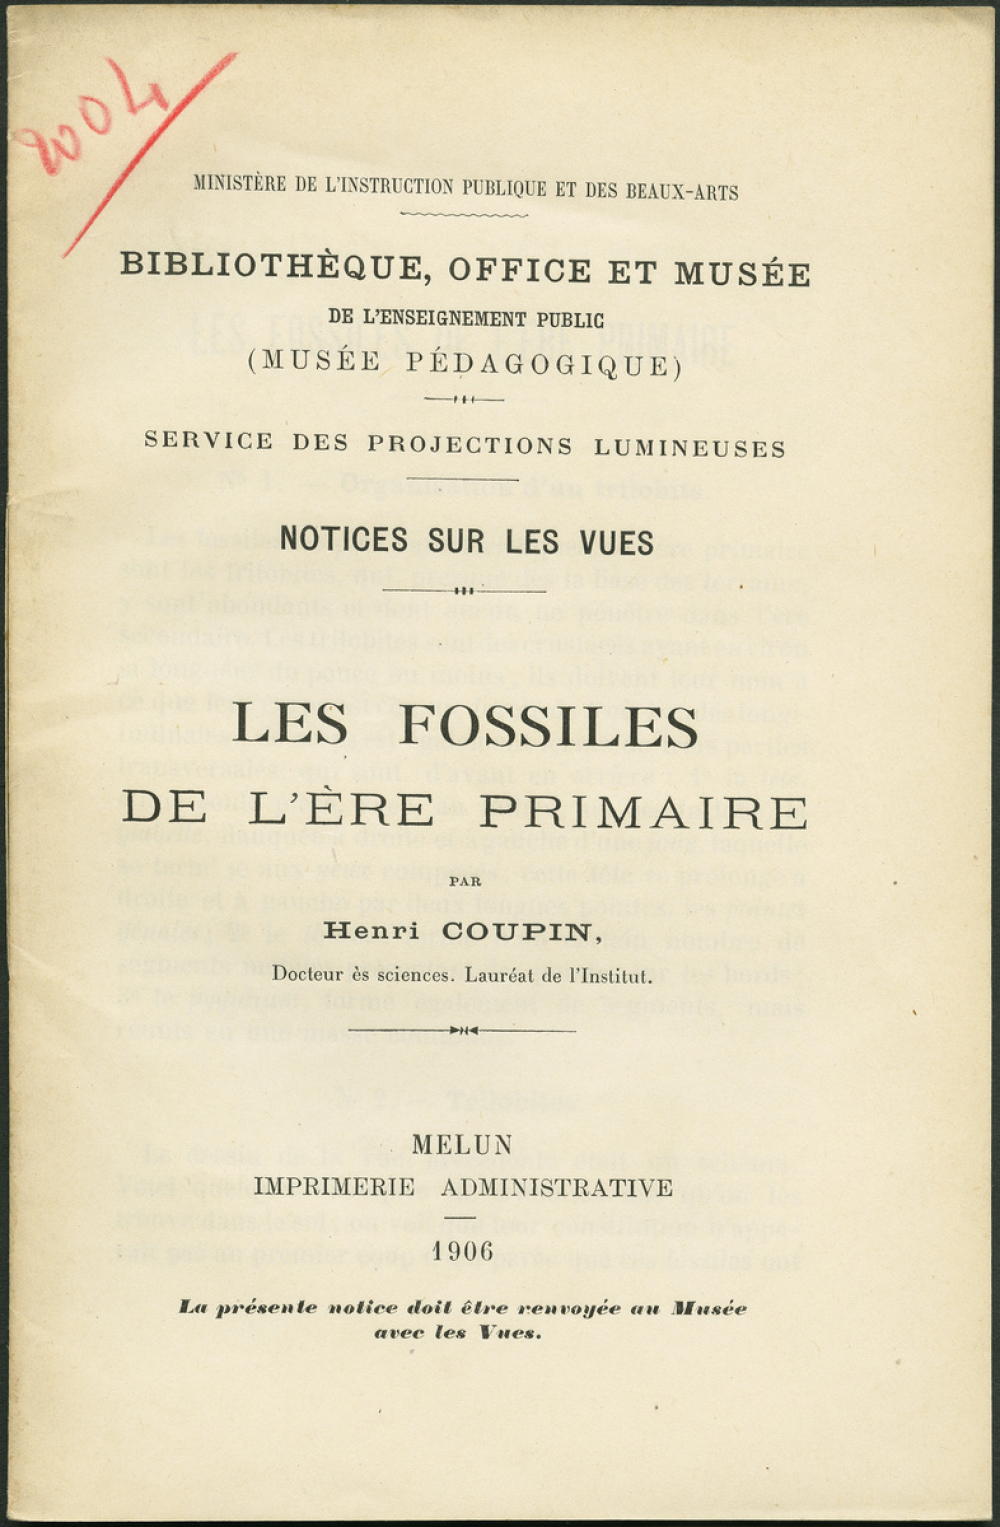 2004
MINISTÈRE DE L'INSTRUCTION PUBLIQUE ET DES BEAUX-ARTS
BIBLIOTHÈQUE, OFFICE ET MUSÉE
DE L'ENSEIGNEMENT PUBLIC
(MUSÉE PÉDAGOGIQUE)
SERVICE DES PROJECTIONS LUMINEUSES
NOTICES SUR LES VUES
LES FOSSILES
DE L'ÈRE PRIMAIRE
PAR
Henri COUPIN,
Docteur ès sciences. Lauréat de l'Institut.
MELUN
IMPRIMERIE ADMINISTRATIVE
1906
La présente notice doit être renvoyée au Musée
avec les Vues.